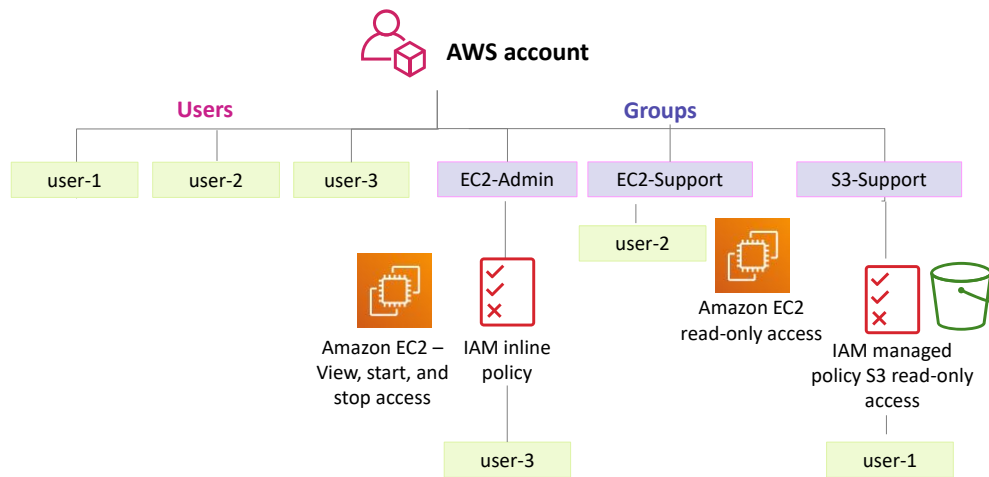 AWS account
Users
Groups
user-1
user-2
user-3
EC2-Admin
EC2-Support
S3-Support
user-2
Amazon EC2 –
View, start, and
stop access
IAM inline
policy
Amazon EC2
read-only access
IAM managed
policy S3 read-only
access
user-3
user-1